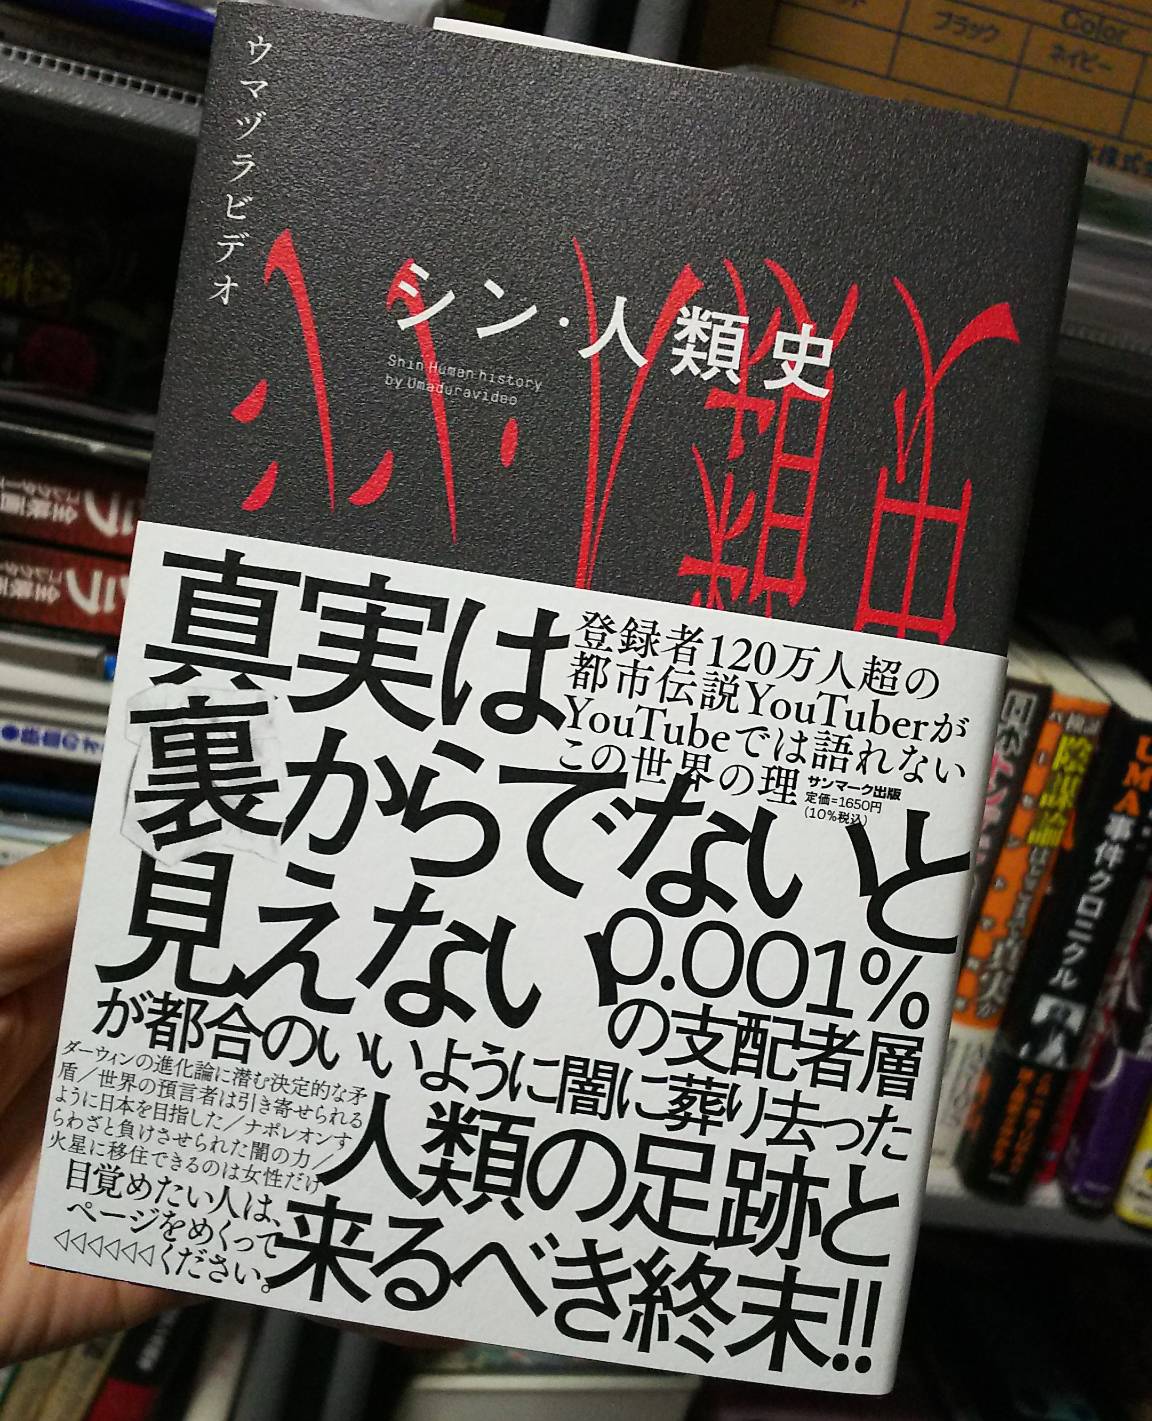 ウマヅラビデオ
シン・人類史
Shin Human history
by Umaduravideo
真実は
裏からでないと
見えない、
登録者120万人超の
都市伝説YouTuberが
YouTubeでは語れない
この世界の理
サンマーク出版
定価=1650円
(10%税込)
0.001%
の支配者層
が都合のいいように闇に葬り去った
人類の足跡と
来るべき終末!!
ダーウィンの進化論に潜む決定的な矛
盾／世界の預言者は引き寄せられる
ように日本を目指した／ナポレオンす
らわざと負けさせられた闇の力／
火星に移住できるのは女性だけ
目覚めたい人は、
ページをめくって
◁◁◁◁◁◁ください。
Color
ブラック
ネイビー
株式
陰謀論
UMA事件クロニクル